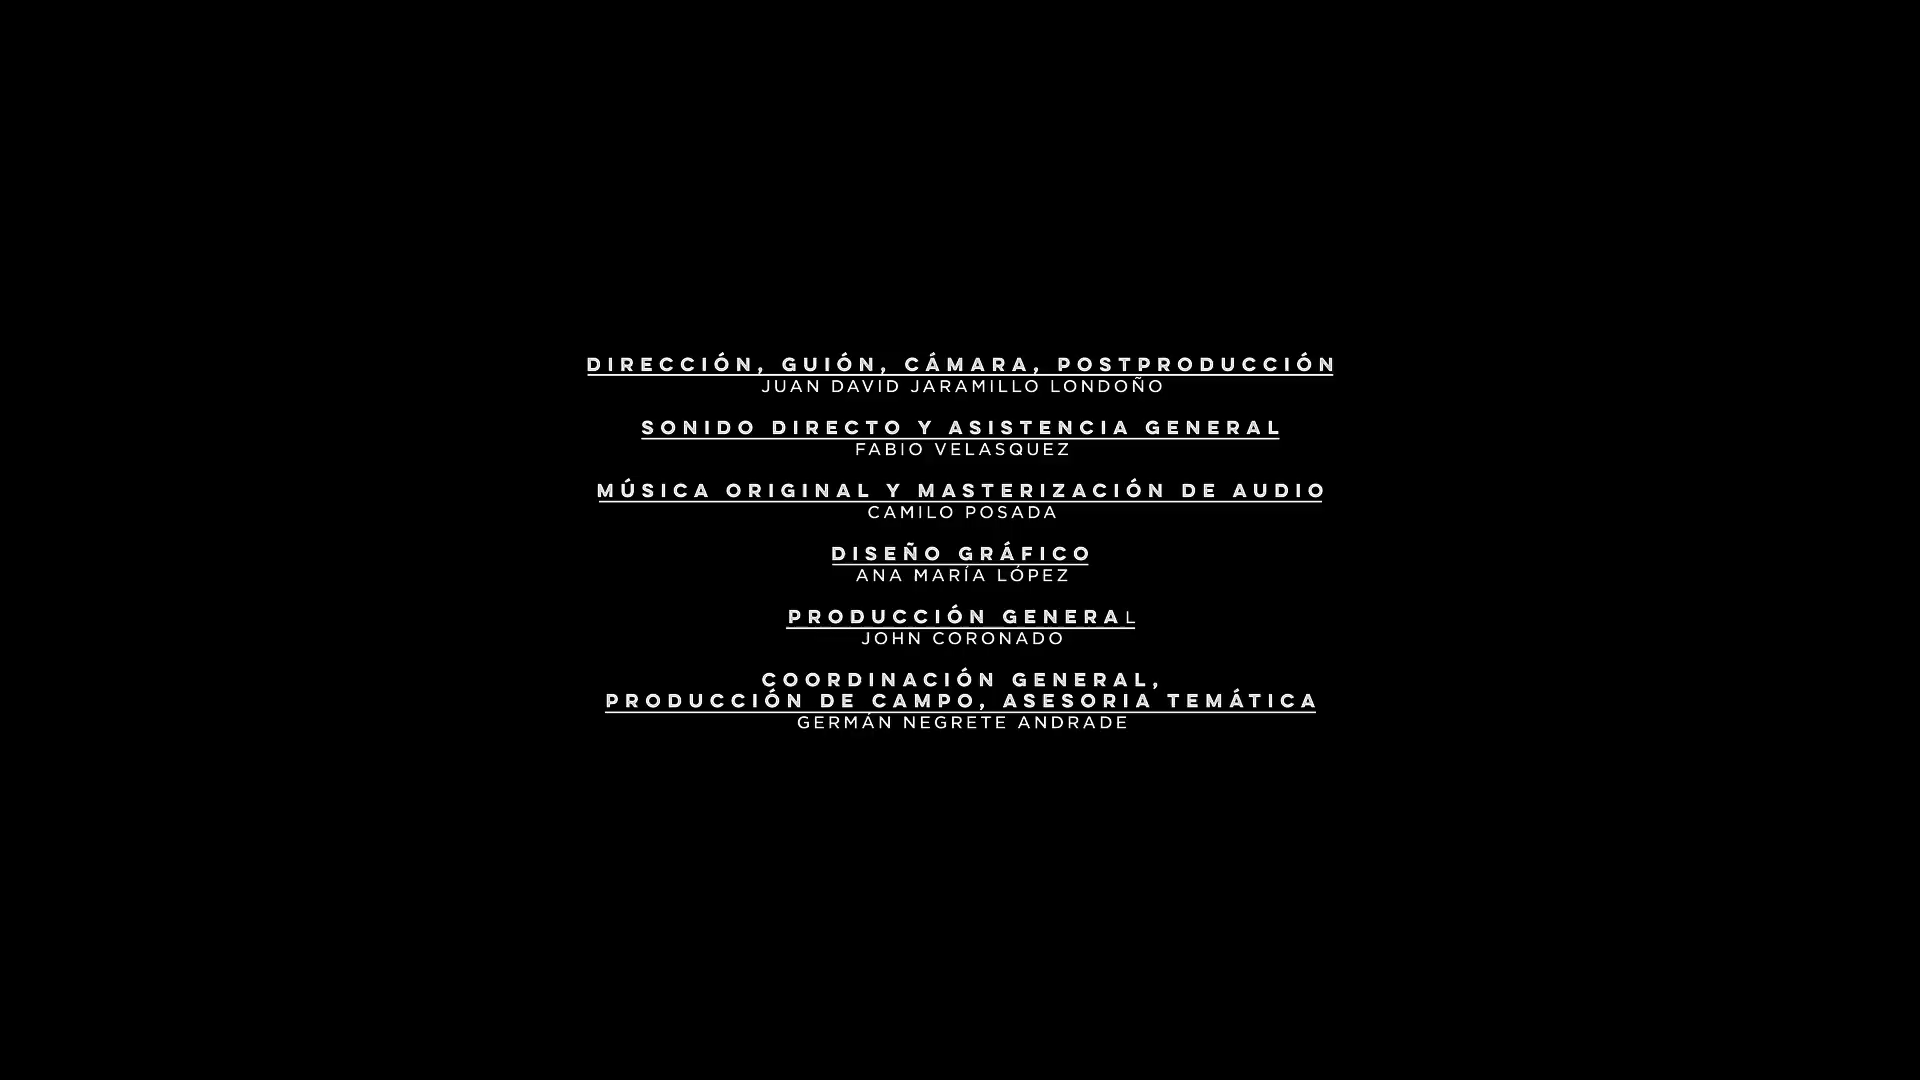 DIRECCIÓN, GUIÓN, CÁMARA, POSTPRODUCCIÓN
JUAN DAVID JARAMILLO LONDOÑO
SONIDO DIRECTO Y ASISTENCIA GENERAL
FABIO VELASQUEZ
MÚSICA ORIGINAL Y MASTERIZACIÓN DE AUDIO
CAMILO POSADA
DISEÑO GRÁFICO
ANA MARÍA LÓPEZ
PRODUCCIÓN GENERAL
JOHN CORONADO
COORDINACIÓN GENERAL,
PRODUCCIÓN DE CAMPO, ASESORIA TEMÁTICA
GERMÁN NEGRETE ANDRADE